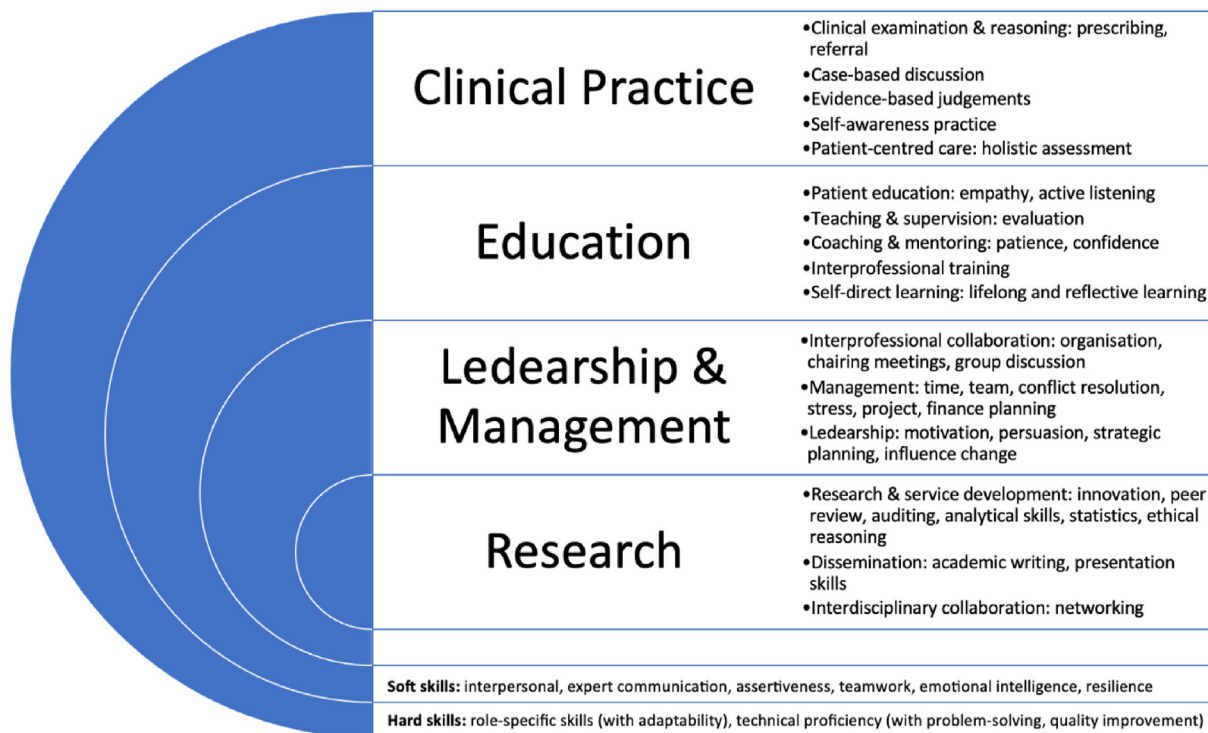 Clinical Practice
•Clinical examination & reasoning: prescribing,
referral
•Case-based discussion
•Evidence-based judgements
•Self-awareness practice
•Patient-centred care: holistic assessment
Education
•Patient education: empathy, active listening
•Teaching & supervision: evaluation
•Coaching & mentoring: patience, confidence
•Interprofessional training
•Self-direct learning: lifelong and reflective learning
Ledearship &
Management
•Interprofessional collaboration: organisation,
chairing meetings, group discussion
•Management: time, team, conflict resolution,
stress, project, finance planning
•Ledearship: motivation, persuasion, strategic
planning, influence change
Research
•Research & service development: innovation, peer
review, auditing, analytical skills, statistics, ethical
reasoning
•Dissemination: academic writing, presentation
skills
•Interdisciplinary collaboration: networking
Soft skills: interpersonal, expert communication, assertiveness, teamwork, emotional intelligence, resilience
Hard skills: role-specific skills (with adaptability), technical proficiency (with problem-solving, quality improvement)